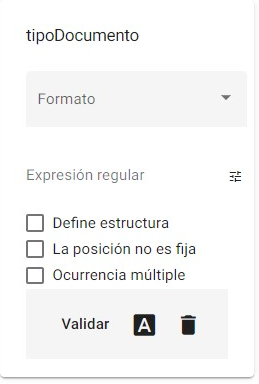 tipoDocumento
Formato
Expresión regular
Define estructura
La posición no es fija
Ocurrencia múltiple
Validar A